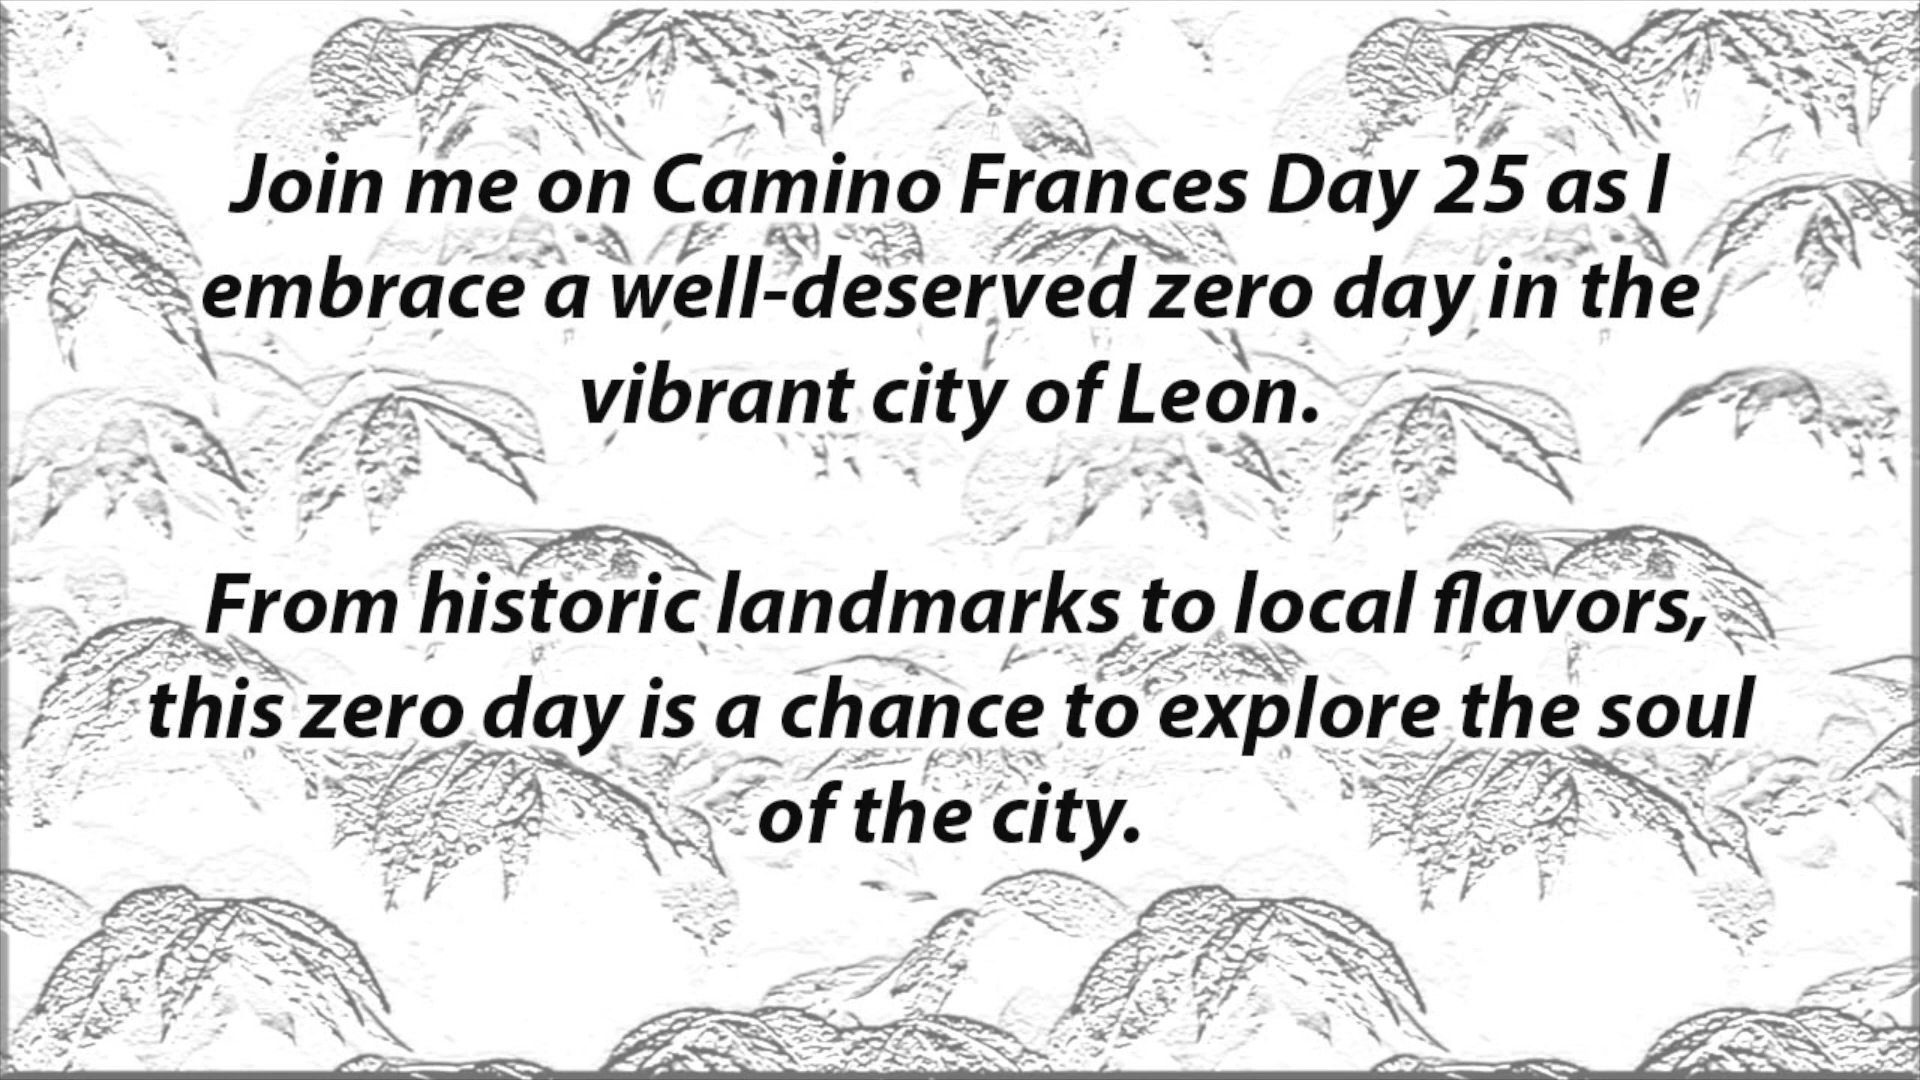 Join me on Camino Frances Day 25 as I
embrace a well-deserved zero day in the
vibrant city of Leon.
From historic landmarks to local flavors,
this zero day is a chance to explore the soul
of the city.